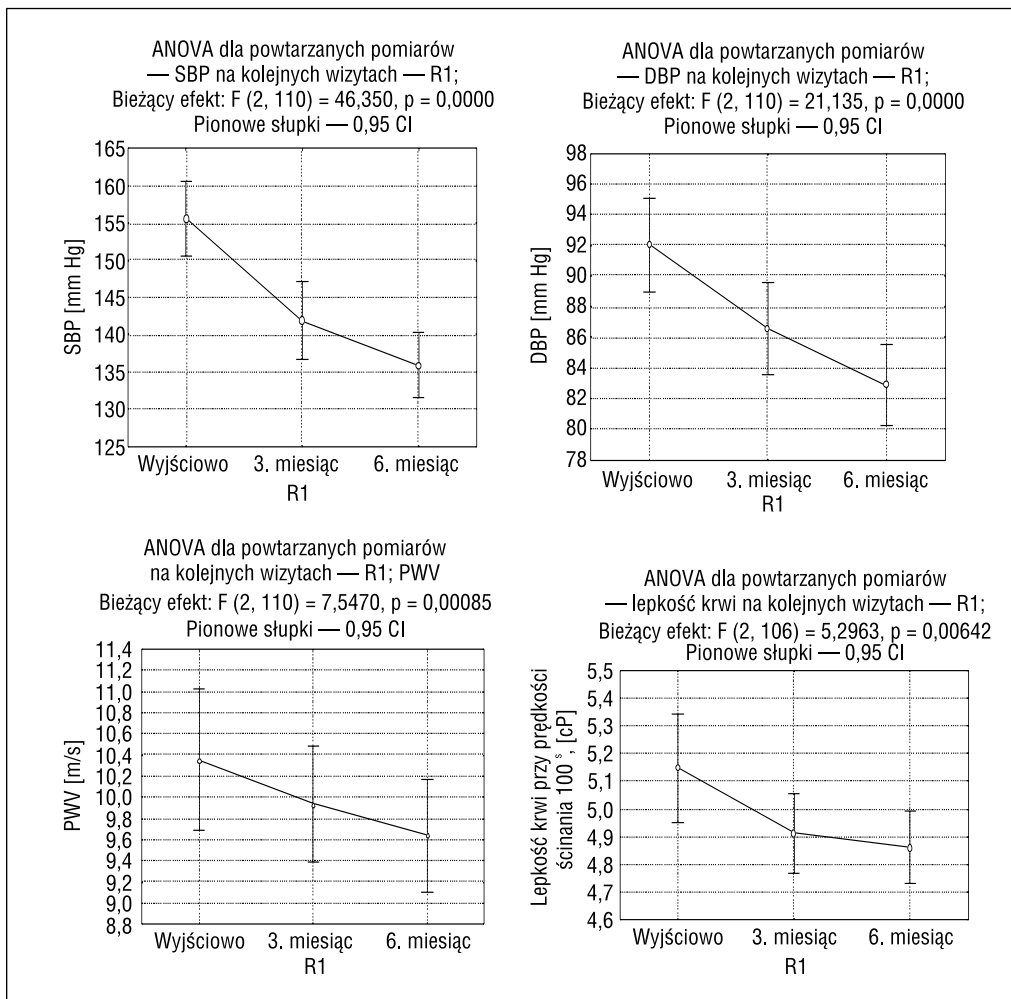 ANOVA dla powtarzanych pomiarów
— SBP na kolejnych wizytach — R1;
Bieżący efekt: F (2, 110) = 46,350, p = 0,0000
Pionowe słupki — 0,95 CI
165
160
155
150
145
140
135
130
125
SBP [mm Hg]
Wyjściowo 3. miesiąc 6. miesiąc
R1
ANOVA dla powtarzanych pomiarów
— DBP na kolejnych wizytach — R1;
Bieżący efekt: F (2, 110) = 21,135, p = 0,0000
Pionowe słupki — 0,95 CI
98
96
94
92
90
88
86
84
82
80
78
DBP [mm Hg]
Wyjściowo 3. miesiąc 6. miesiąc
R1
ANOVA dla powtarzanych pomiarów
na kolejnych wizytach — R1; PWV
Bieżący efekt: F (2, 110) = 7,5470, p = 0,00085
Pionowe słupki — 0,95 CI
11,4
11,2
11,0
10,8
10,6
10,4
10,2
10,0
9,8
9,6
9,4
9,2
9,0
8,8
PWV [m/s]
Wyjściowo 3. miesiąc 6. miesiąc
R1
ANOVA dla powtarzanych pomiarów
— lepkość krwi na kolejnych wizytach — R1;
Bieżący efekt: F (2, 106) = 5,2963, p = 0,00642
Pionowe słupki — 0,95 CI
5,5
5,4
5,3
5,2
5,1
5,0
4,9
4,8
4,7
4,6
Lepkość krwi przy prędkości
ścinania 100 s, [cP]
Wyjściowo 3. miesiąc 6. miesiąc
R1